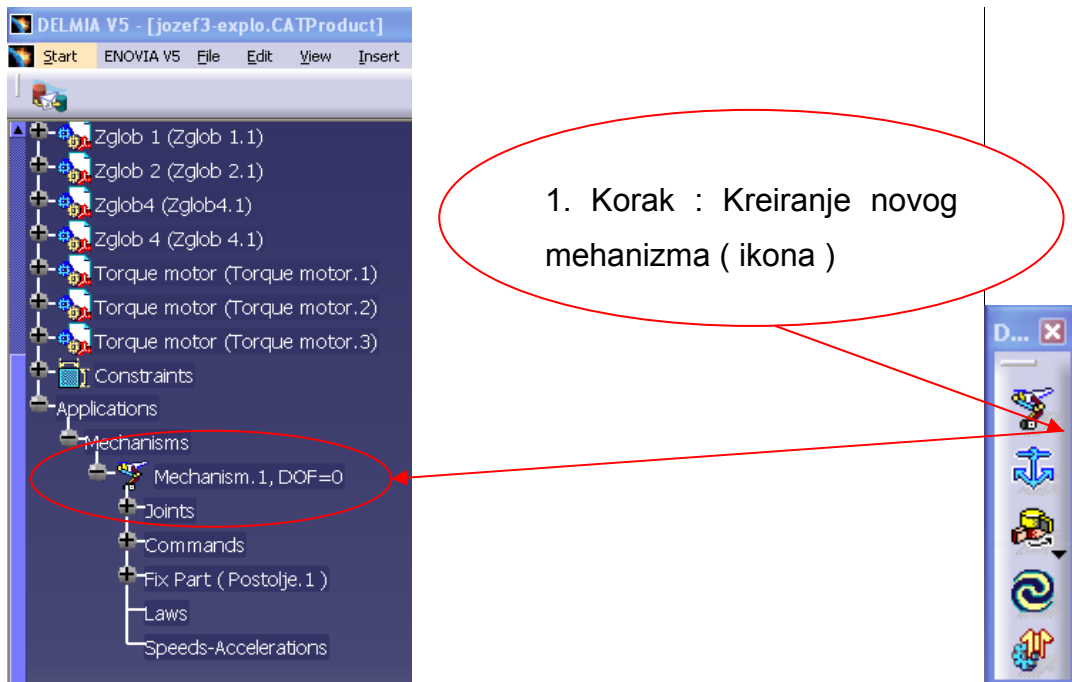 DELMIA V5 - [jozef3-explo.CATProduct]
Start ENOVIA V5 File Edit View Insert
Zglob 1 (Zglob 1.1)
Zglob 2 (Zglob 2.1)
Zglob4 (Zglob4.1)
Zglob 4 (Zglob 4.1)
Torque motor (Torque motor.1)
Torque motor (Torque motor.2)
Torque motor (Torque motor.3)
Constraints
Applications
Mechanisms
Mechanism.1, DOF=0
Joints
Commands
Fix Part ( Postolje.1 )
Laws
Speeds-Accelerations
1. Korak : Kreiranje novog
mehanizma ( ikona )
D...